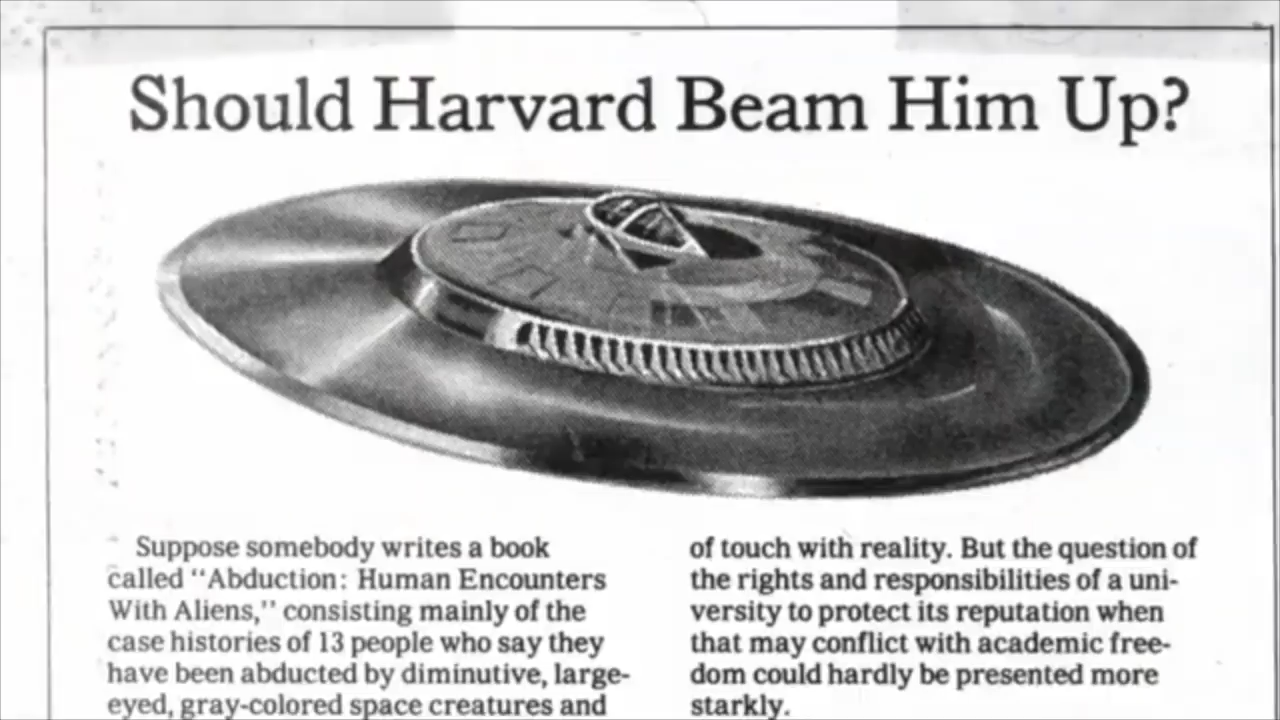 Should Harvard Beam Him Up?
Suppose somebody writes a book
called “Abduction: Human Encounters
With Aliens,” consisting mainly of the
case histories of 13 people who say they
have been abducted by diminutive, large-
eyed, gray-colored space creatures and
of touch with reality. But the question of
the rights and responsibilities of a uni-
versity to protect its reputation when
that may conflict with academic free-
dom could hardly be presented more
starkly.